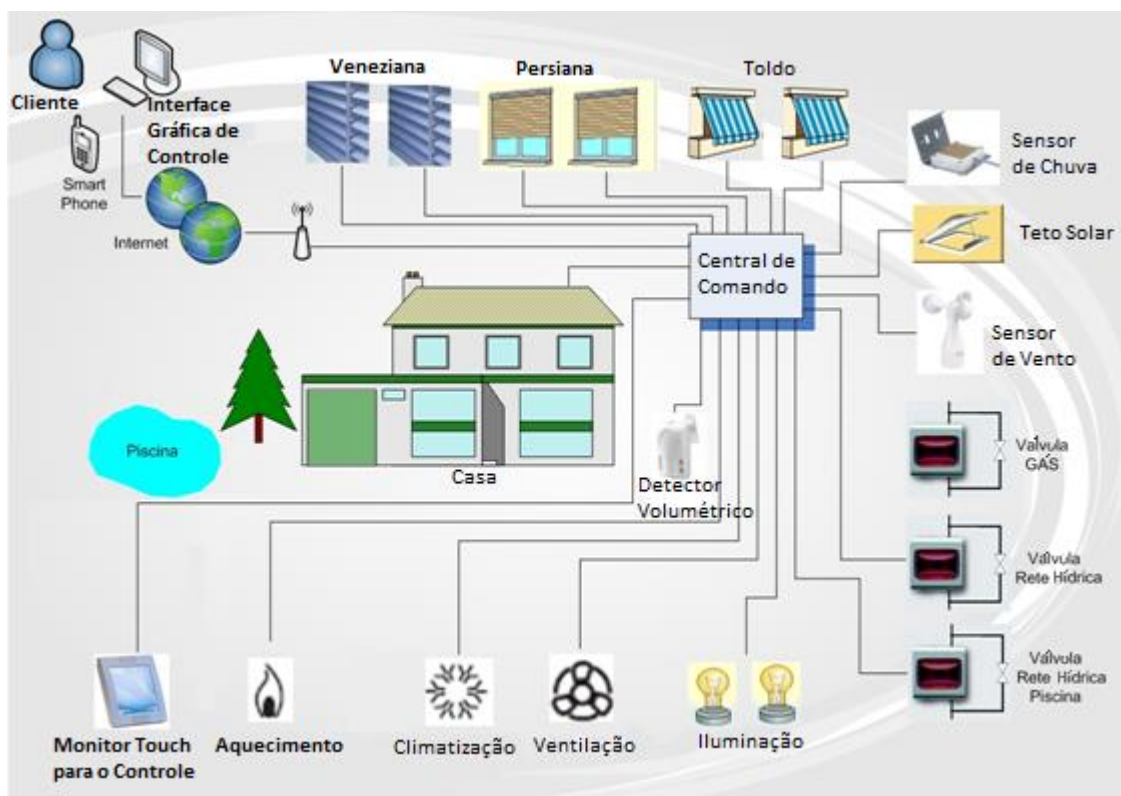 Cliente
Interface
Gráfica de
Controle
Smart
Phone
Internet
Veneziana
Persiana
Toldo
Sensor
de Chuva
Teto Solar
Sensor
de Vento
Central de
Comando
Piscina
Casa
Detector
Volumétrico
Valvula
GÁS
Válvula
Rete Hídrica
Válvula
Rete Hídrica
Piscina
Monitor Touch
para o Controle
Aquecimento
Climatização
Ventilação
Iluminação